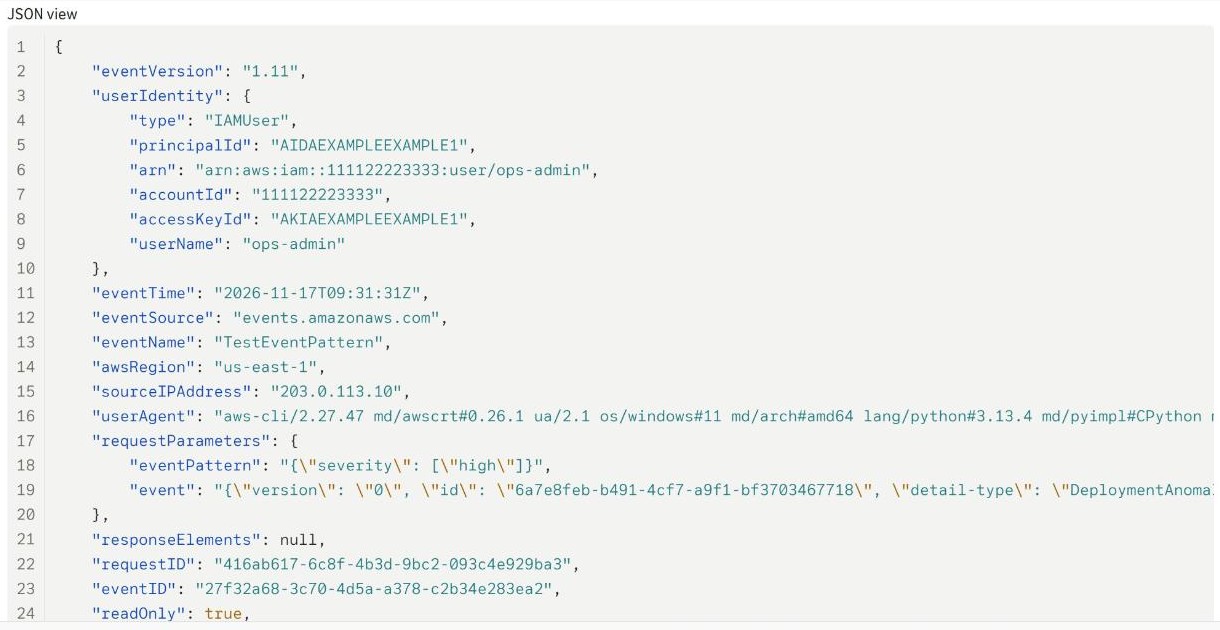 JSON view
1 {
2 "eventVersion": "1.11",
3 "userIdentity": {
4 "type": "IAMUser",
5 "principalId": "AIDAEXAMPLEEXAMPLE1",
6 "arn": "arn:aws:iam::111122223333:user/ops-admin",
7 "accountId": "111122223333",
8 "accessKeyId": "AKIAEXAMPLEEXAMPLE1",
9 "userName": "ops-admin"
10 },
11 "eventTime": "2026-11-17T09:31:31Z",
12 "eventSource": "events.amazonaws.com",
13 "eventName": "TestEventPattern",
14 "awsRegion": "us-east-1",
15 "sourceIPAddress": "203.0.113.10",
16 "userAgent": "aws-cli/2.27.47 md/awscrt#0.26.1 ua/2.1 os/windows#11 md/arch#amd64 lang/python#3.13.4 md/pyimpl#CPython
17 "requestParameters": {
18 "eventPattern": "{\"severity\": [\"high\"]}",
19 "event": "{\"version\": \"0\", \"id\": \"6a7e8feb-b491-4cf7-a9f1-bf3703467718\", \"detail-type\": \"DeploymentAnoma
20 },
21 "responseElements": null,
22 "requestID": "416ab617-6c8f-4b3d-9bc2-093c4e929ba3",
23 "eventID": "27f32a68-3c70-4d5a-a378-c2b34e283ea2",
24 "readOnly": true,